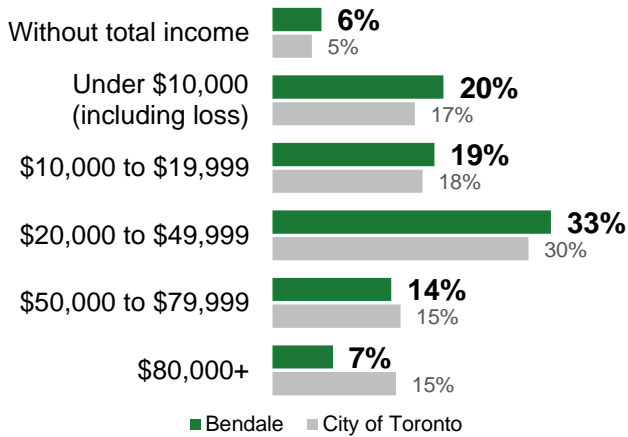 Without total income
6%
5%
Under $10,000
(including loss)
20%
17%
$10,000 to $19,999
19%
18%
$20,000 to $49,999
33%
30%
$50,000 to $79,999
14%
15%
$80,000+
7%
15%
Bendale
City of Toronto